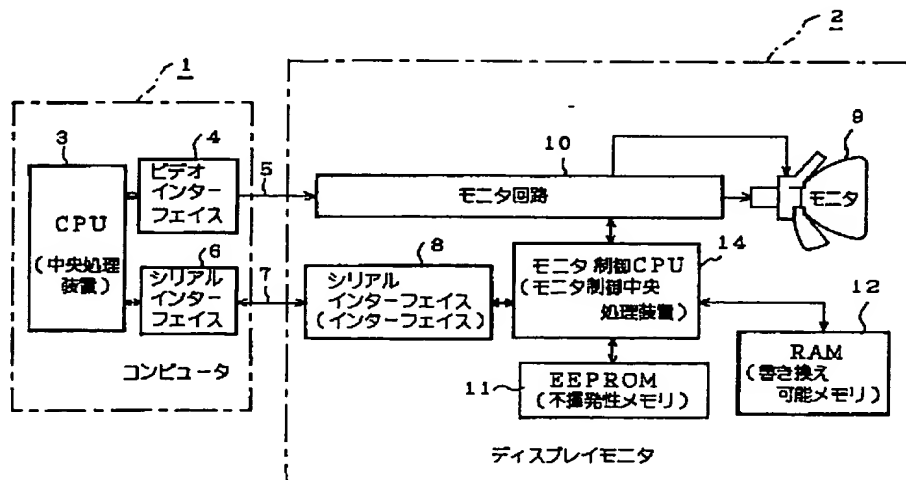 2
1
3
4
ビデオ
インター
フェイス
5
10
モニタ回路
9
モニタ
CPU
(中央処理
装置)
6
シリアル
インター
フェイス
7
8
シリアル
インターフェイス
(インターフェイス)
モニタ制御CPU
(モニタ制御中央
処理装置)
14
12
RAM
(書き換え
可能メモリ)
コンピュータ
11
EEPROM
(不揮発性メモリ)
ディスプレイモニタ